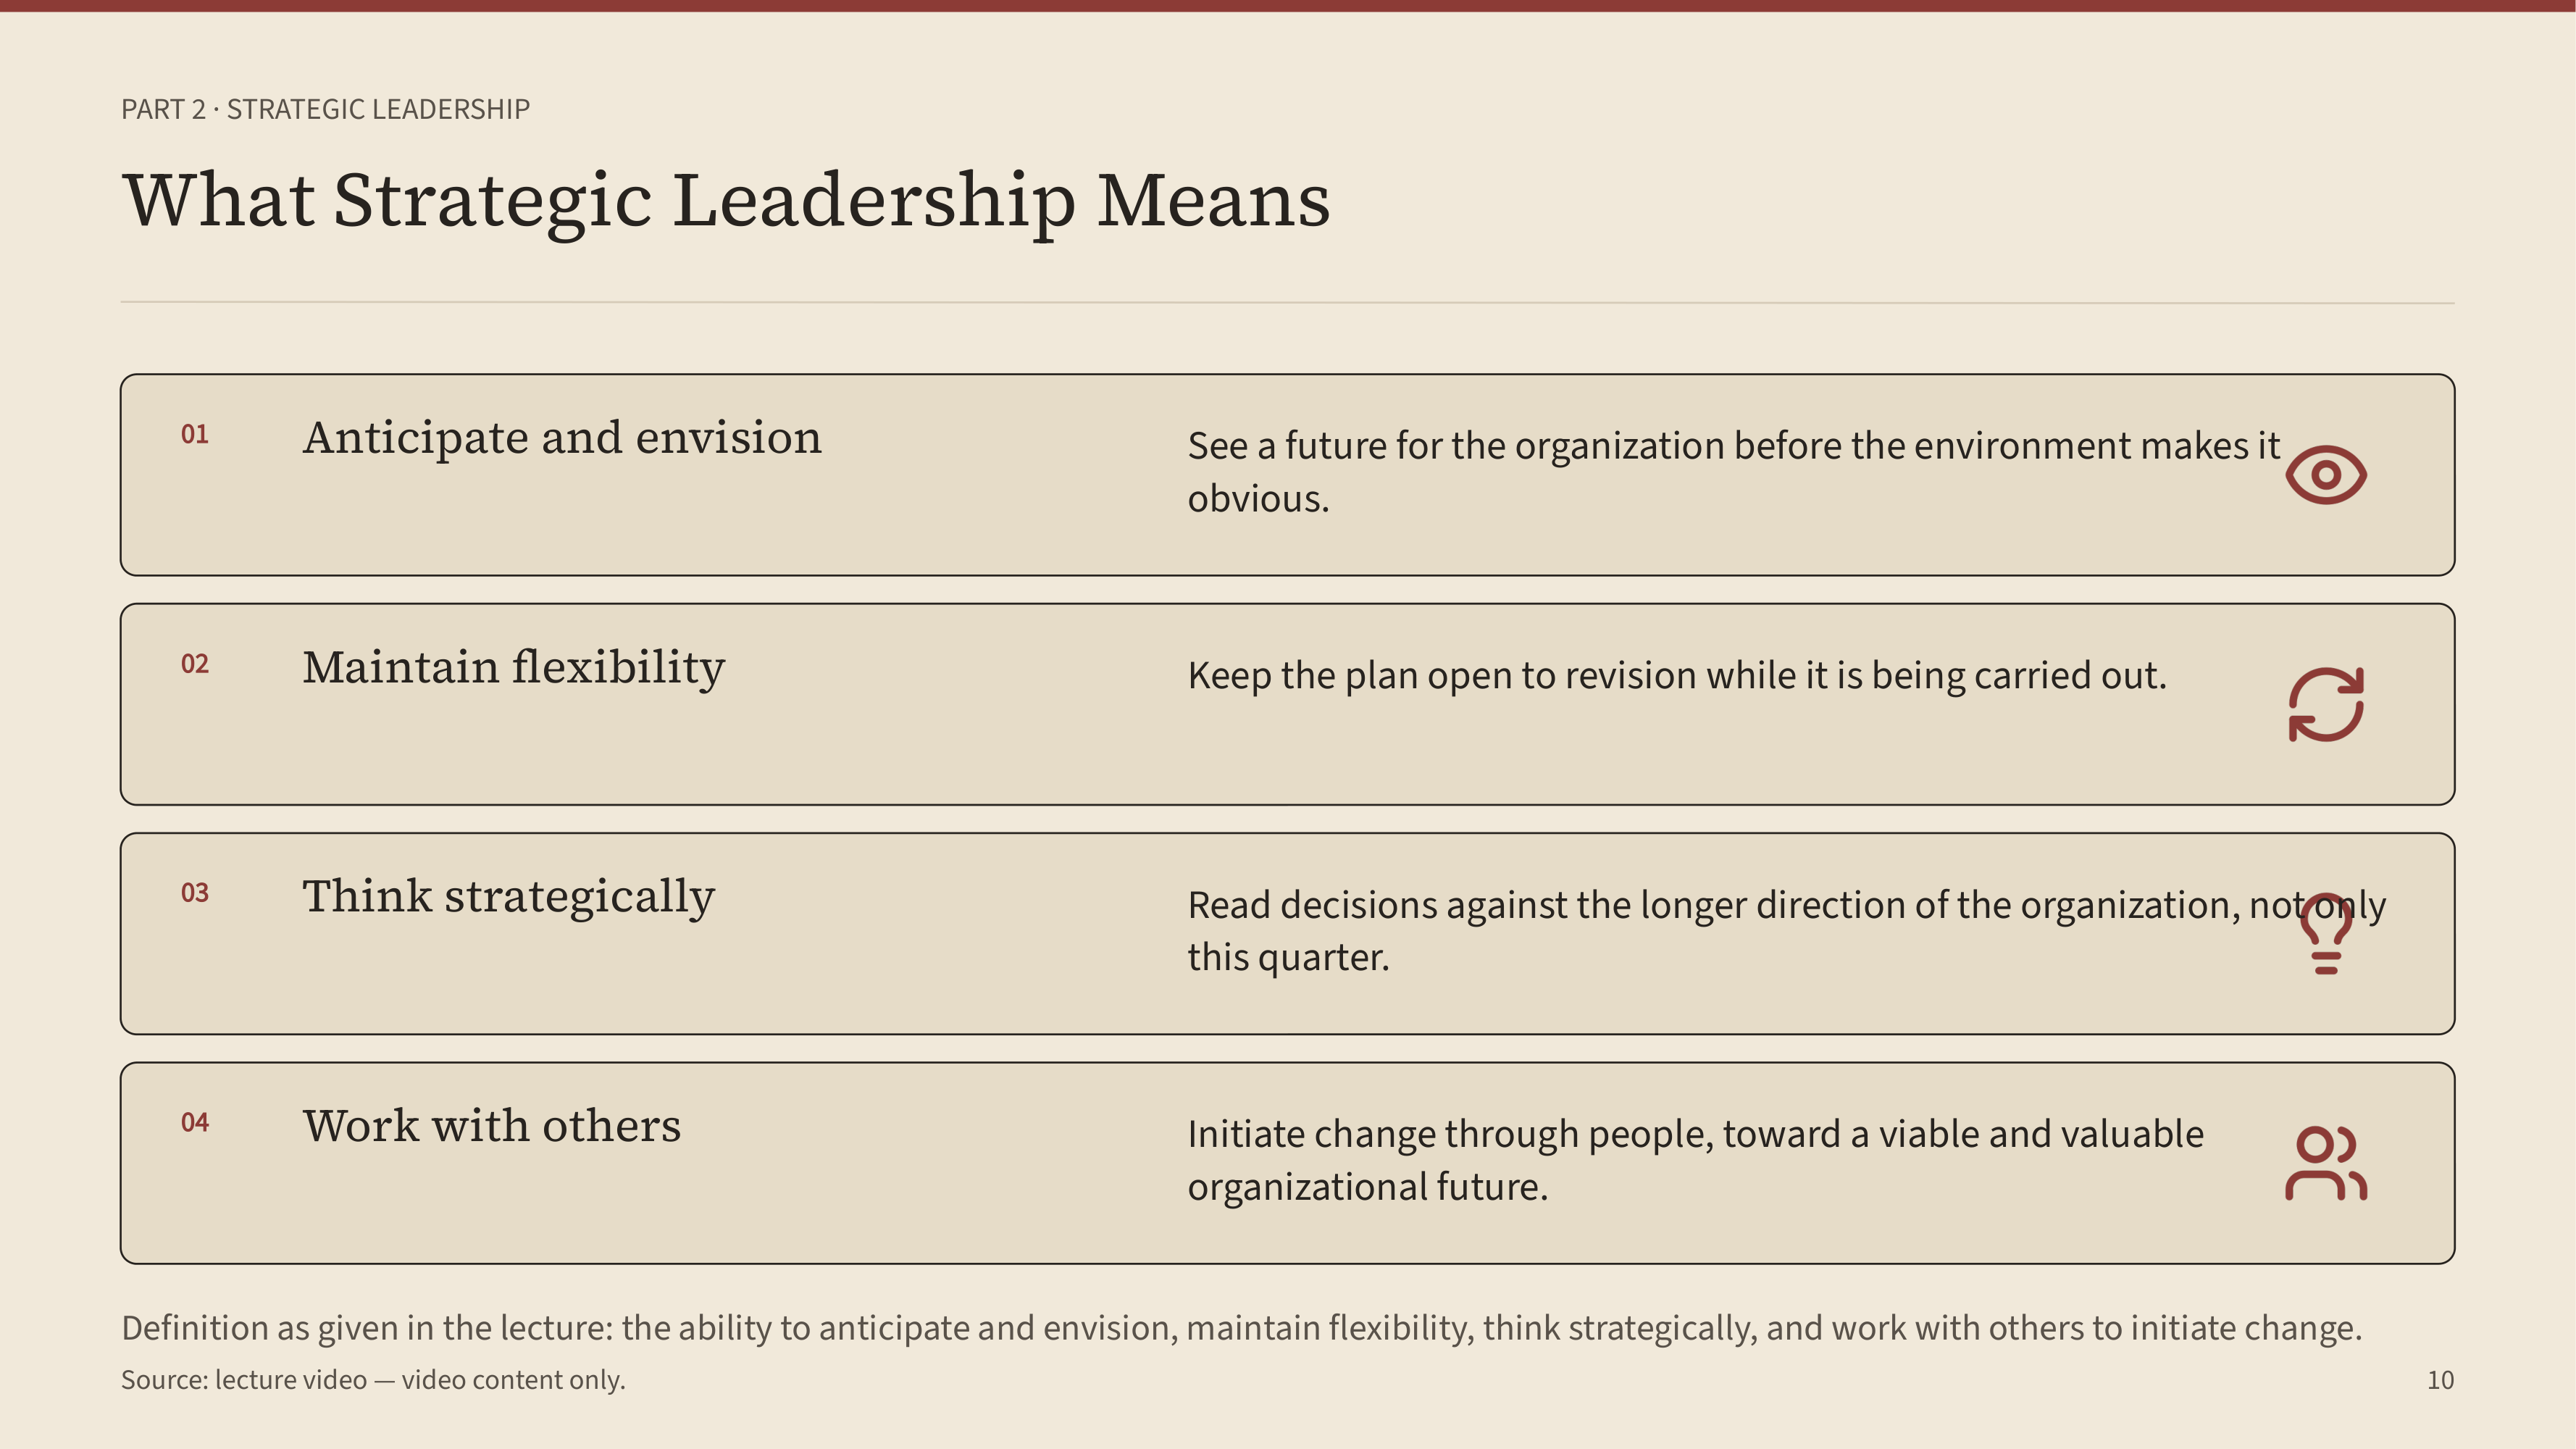 PART 2 · STRATEGIC LEADERSHIP
What Strategic Leadership Means
01
Anticipate and envision
See a future for the organization before the environment makes it
obvious.
02
Maintain flexibility
Keep the plan open to revision while it is being carried out.
03
Think strategically
Read decisions against the longer direction of the organization, not only
this quarter.
04
Work with others
Initiate change through people, toward a viable and valuable
organizational future.
Definition as given in the lecture: the ability to anticipate and envision, maintain flexibility, think strategically, and work with others to initiate change.
Source: lecture video — video content only.
10